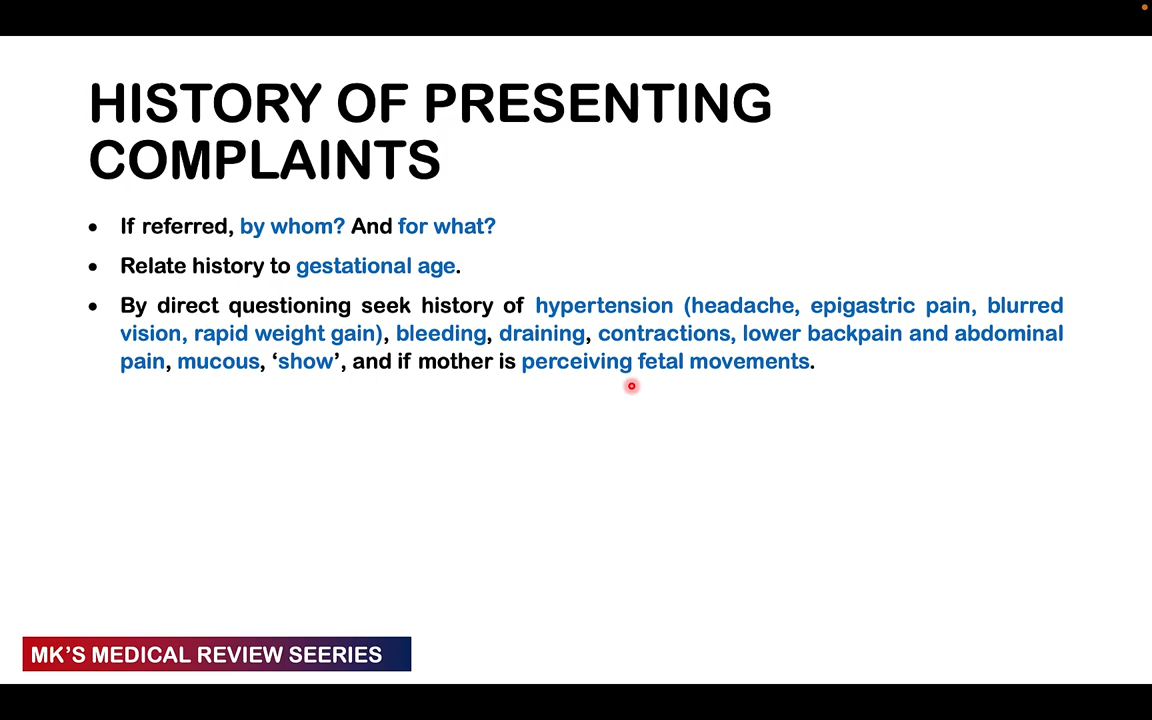 HISTORY OF PRESENTING
COMPLAINTS
• If referred, by whom? And for what?
• Relate history to gestational age.
• By direct questioning seek history of hypertension (headache, epigastric pain, blurred
vision, rapid weight gain), bleeding, draining, contractions, lower backpain and abdominal
pain, mucous, ‘show’, and if mother is perceiving fetal movements.
MK’S MEDICAL REVIEW SEERIES